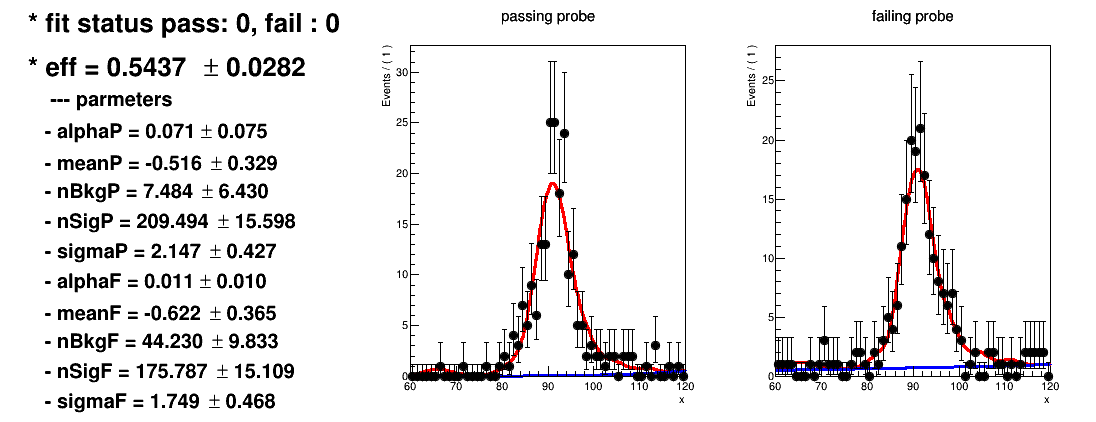 * fit status pass: 0, fail : 0
* eff = 0.5437 ± 0.0282
--- parmeters
- alphaP = 0.071 ± 0.075
- meanP = -0.516 ± 0.329
- nBkgP = 7.484 ± 6.430
- nSigP = 209.494 ± 15.598
- sigmaP = 2.147 ± 0.427
- alphaF = 0.011 ± 0.010
- meanF = -0.622 ± 0.365
- nBkgF = 44.230 ± 9.833
- nSigF = 175.787 ± 15.109
- sigmaF = 1.749 ± 0.468
passing probe
Events / ( 1 )
30
25
20
15
10
5
0
60 70 80 90 100 110 120
x
failing probe
Events / ( 1 )
25
20
15
10
5
0
60 70 80 90 100 110 120
x